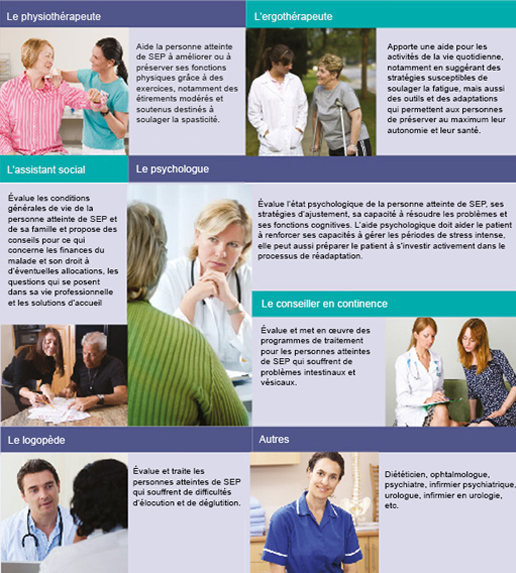 Le physiothérapeute
Aide la personne atteinte
de SEP à améliorer ou à
préserver ses fonctions
physiques grâce à des
exercices, notamment des
étirements modérés et
soutenus destinés à
soulager la spasticité.
L'ergothérapeute
Apporte une aide pour les
activités de la vie quotidienne,
notamment en suggérant des
stratégies susceptibles de
soulager la fatigue, mais aussi
des outils et des adaptations
qui permettent aux personnes
de préserver au maximum leur
autonomie et leur santé.
L'assistant social
Évalue les conditions
générales de vie de la
personne atteinte de SEP et
de sa famille et propose des
conseils pour ce qui
concerne les finances du
malade et son droit à
d'éventuelles allocations, les
questions qui se posent
dans sa vie professionnelle
et les solutions d'accueil
Le psychologue
Évalue l'état psychologique de la personne atteinte de SEP, ses
stratégies d'ajustement, sa capacité à résoudre les problèmes et
ses fonctions cognitives. L'aide psychologique doit aider le patient
à renforcer ses capacités à gérer les périodes de stress intense,
elle peut aussi préparer le patient à s'investir activement dans le
processus de réadaptation.
Le conseiller en continence
Évalue et met en œuvre des
programmes de traitement
pour les personnes atteintes
de SEP qui souffrent de
problèmes intestinaux et
vésicaux.
Le logopède
Évalue et traite les
personnes atteintes de SEP
qui souffrent de difficultés
d'élocution et de déglutition.
Autres
Diététicien, ophtalmologue,
psychiatre, infirmier psychiatrique,
urologue, infirmier en urologie,
etc.